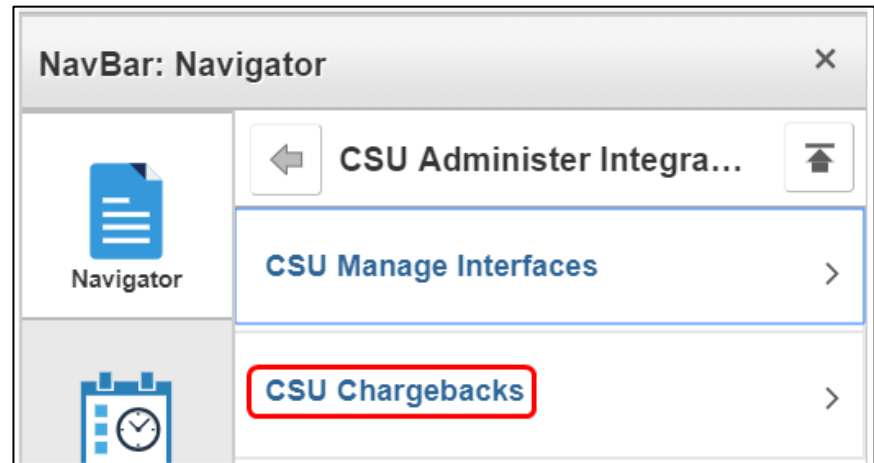 NavBar: Navigator
CSU Administer Integra...
Navigator
CSU Manage Interfaces
CSU Chargebacks